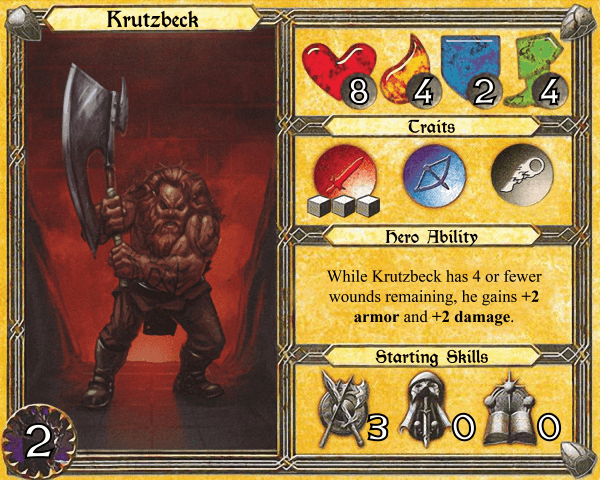 Krutzbeck
8 4 2 4
Traits
Hero Ability
While Krutzbeck has 4 or fewer
wounds remaining, he gains +2
armor and +2 damage.
Starting Skills
3 0 0
2